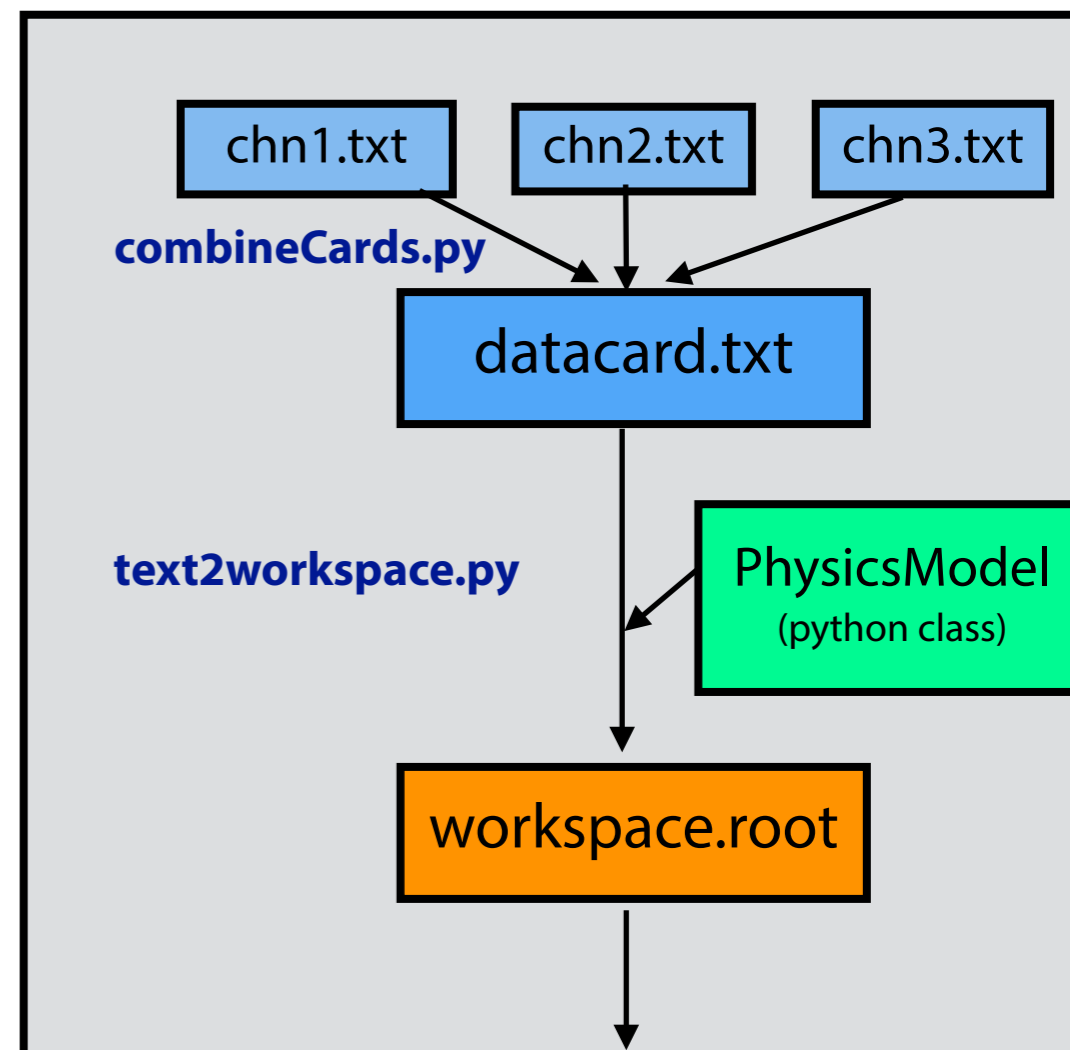 chn1.txt
chn2.txt
chn3.txt
combineCards.py
datacard.txt
text2workspace.py
PhysicsModel
(python class)
workspace.root